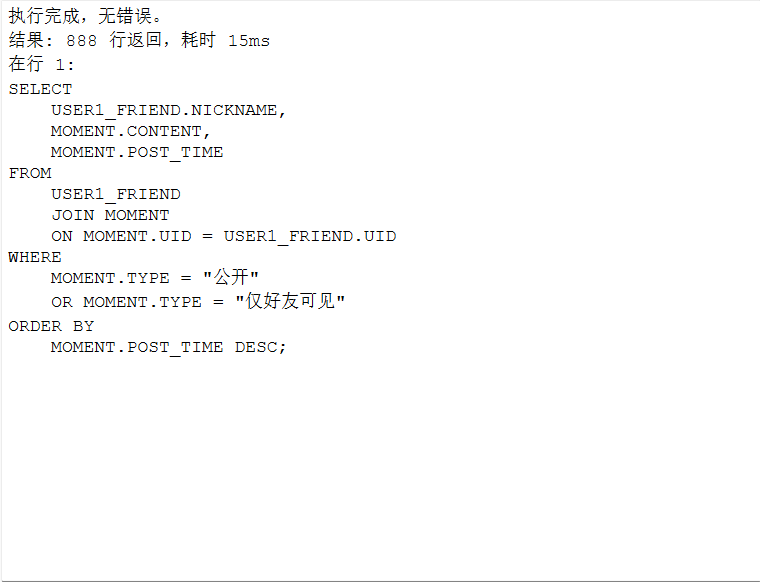 执行完成，无错误。
结果: 888 行返回，耗时 15ms
在行 1:
SELECT
    USER1_FRIEND.NICKNAME,
    MOMENT.CONTENT,
    MOMENT.POST_TIME
FROM
    USER1_FRIEND
    JOIN MOMENT
    ON MOMENT.UID = USER1_FRIEND.UID
WHERE
    MOMENT.TYPE = "公开"
    OR MOMENT.TYPE = "仅好友可见"
ORDER BY
    MOMENT.POST_TIME DESC;